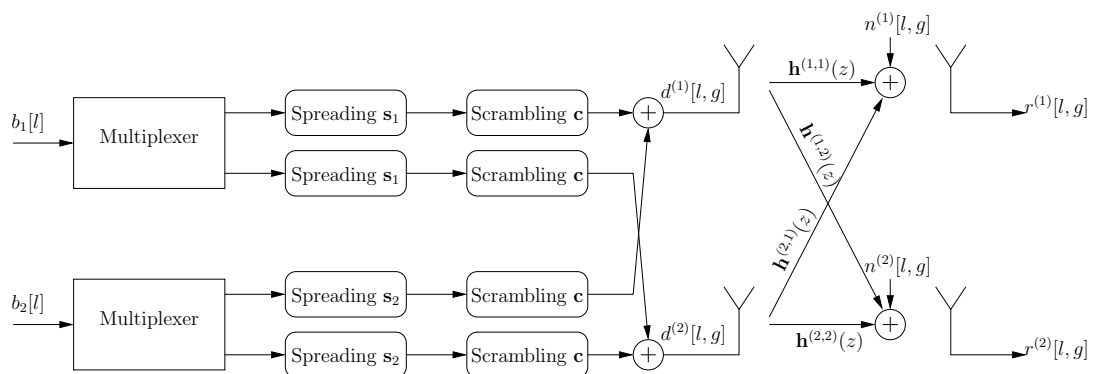 n^{(1)}[l, g]
b_1[l]
Multiplexer
Spreading s_1
Scrambling c
+
d^{(1)}[l, g]
h^{(1,1)}(z)
+
r^{(1)}[l, g]
Spreading s_1
Scrambling c
h^{(1,2)}(z)
h^{(2,1)}(z)
n^{(2)}[l, g]
b_2[l]
Multiplexer
Spreading s_2
Scrambling c
Spreading s_2
Scrambling c
+
d^{(2)}[l, g]
h^{(2,2)}(z)
+
r^{(2)}[l, g]